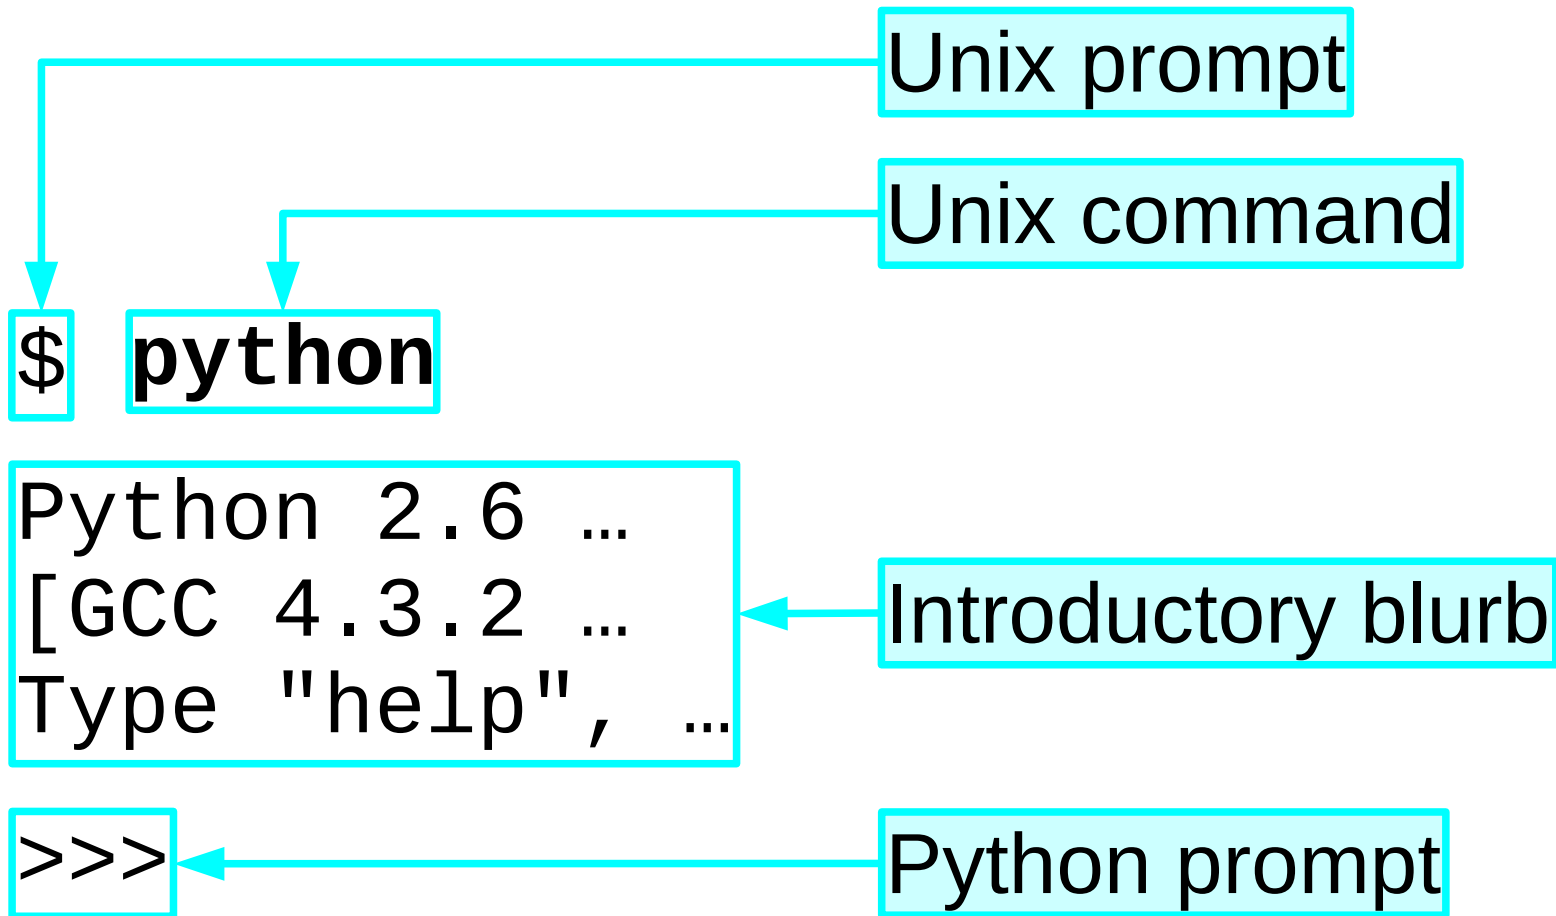 Unix prompt
Unix command
$ python
Python 2.6 …
[GCC 4.3.2 …
Introductory blurb
Type "help", …
>>>
Python prompt